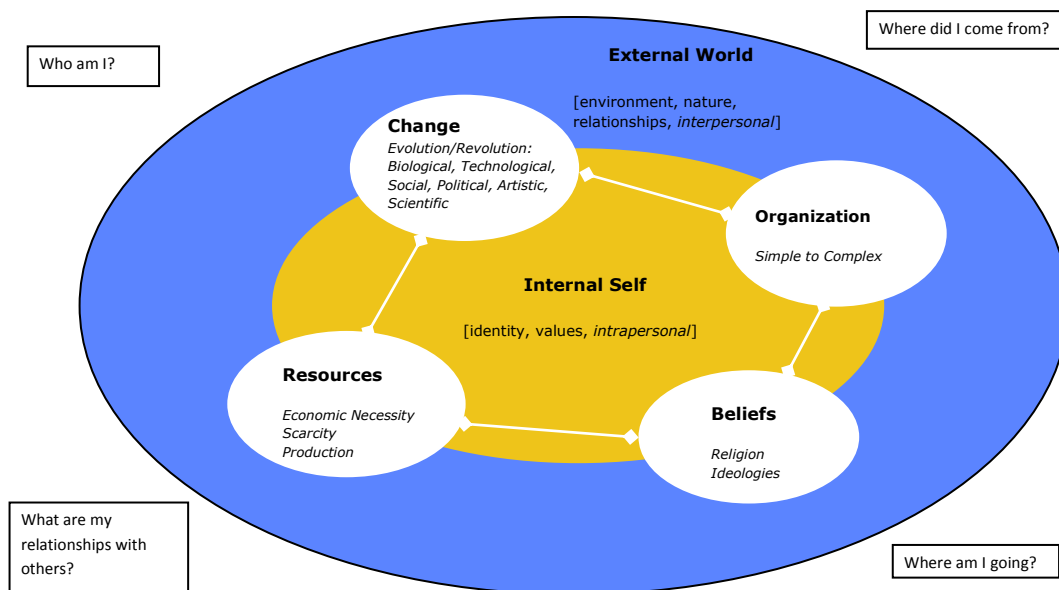 Where did I come from?
Who am I?
External World
[environment, nature,
relationships, interpersonal]
Change
Evolution/Revolution:
Biological, Technological,
Social, Political, Artistic,
Scientific
Organization
Simple to Complex
Internal Self
[identity, values, intrapersonal]
Resources
Economic Necessity
Scarcity
Production
Beliefs
Religion
Ideologies
What are my
relationships with
others?
Where am I going?